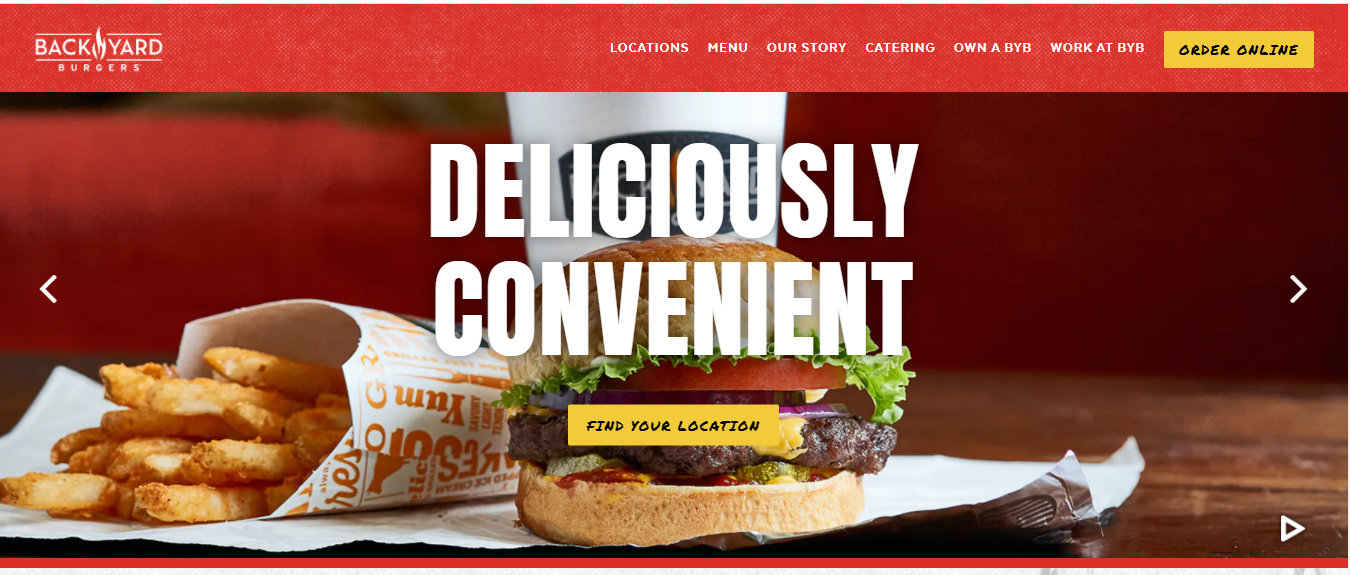 BACKYARD
BURGERS
LOCATIONS MENU OUR STORY CATERING OWN A BYB WORK AT BYB ORDER ONLINE
DELICIOUSLY
CONVENIENT
Yum
FIND YOUR LOCATION